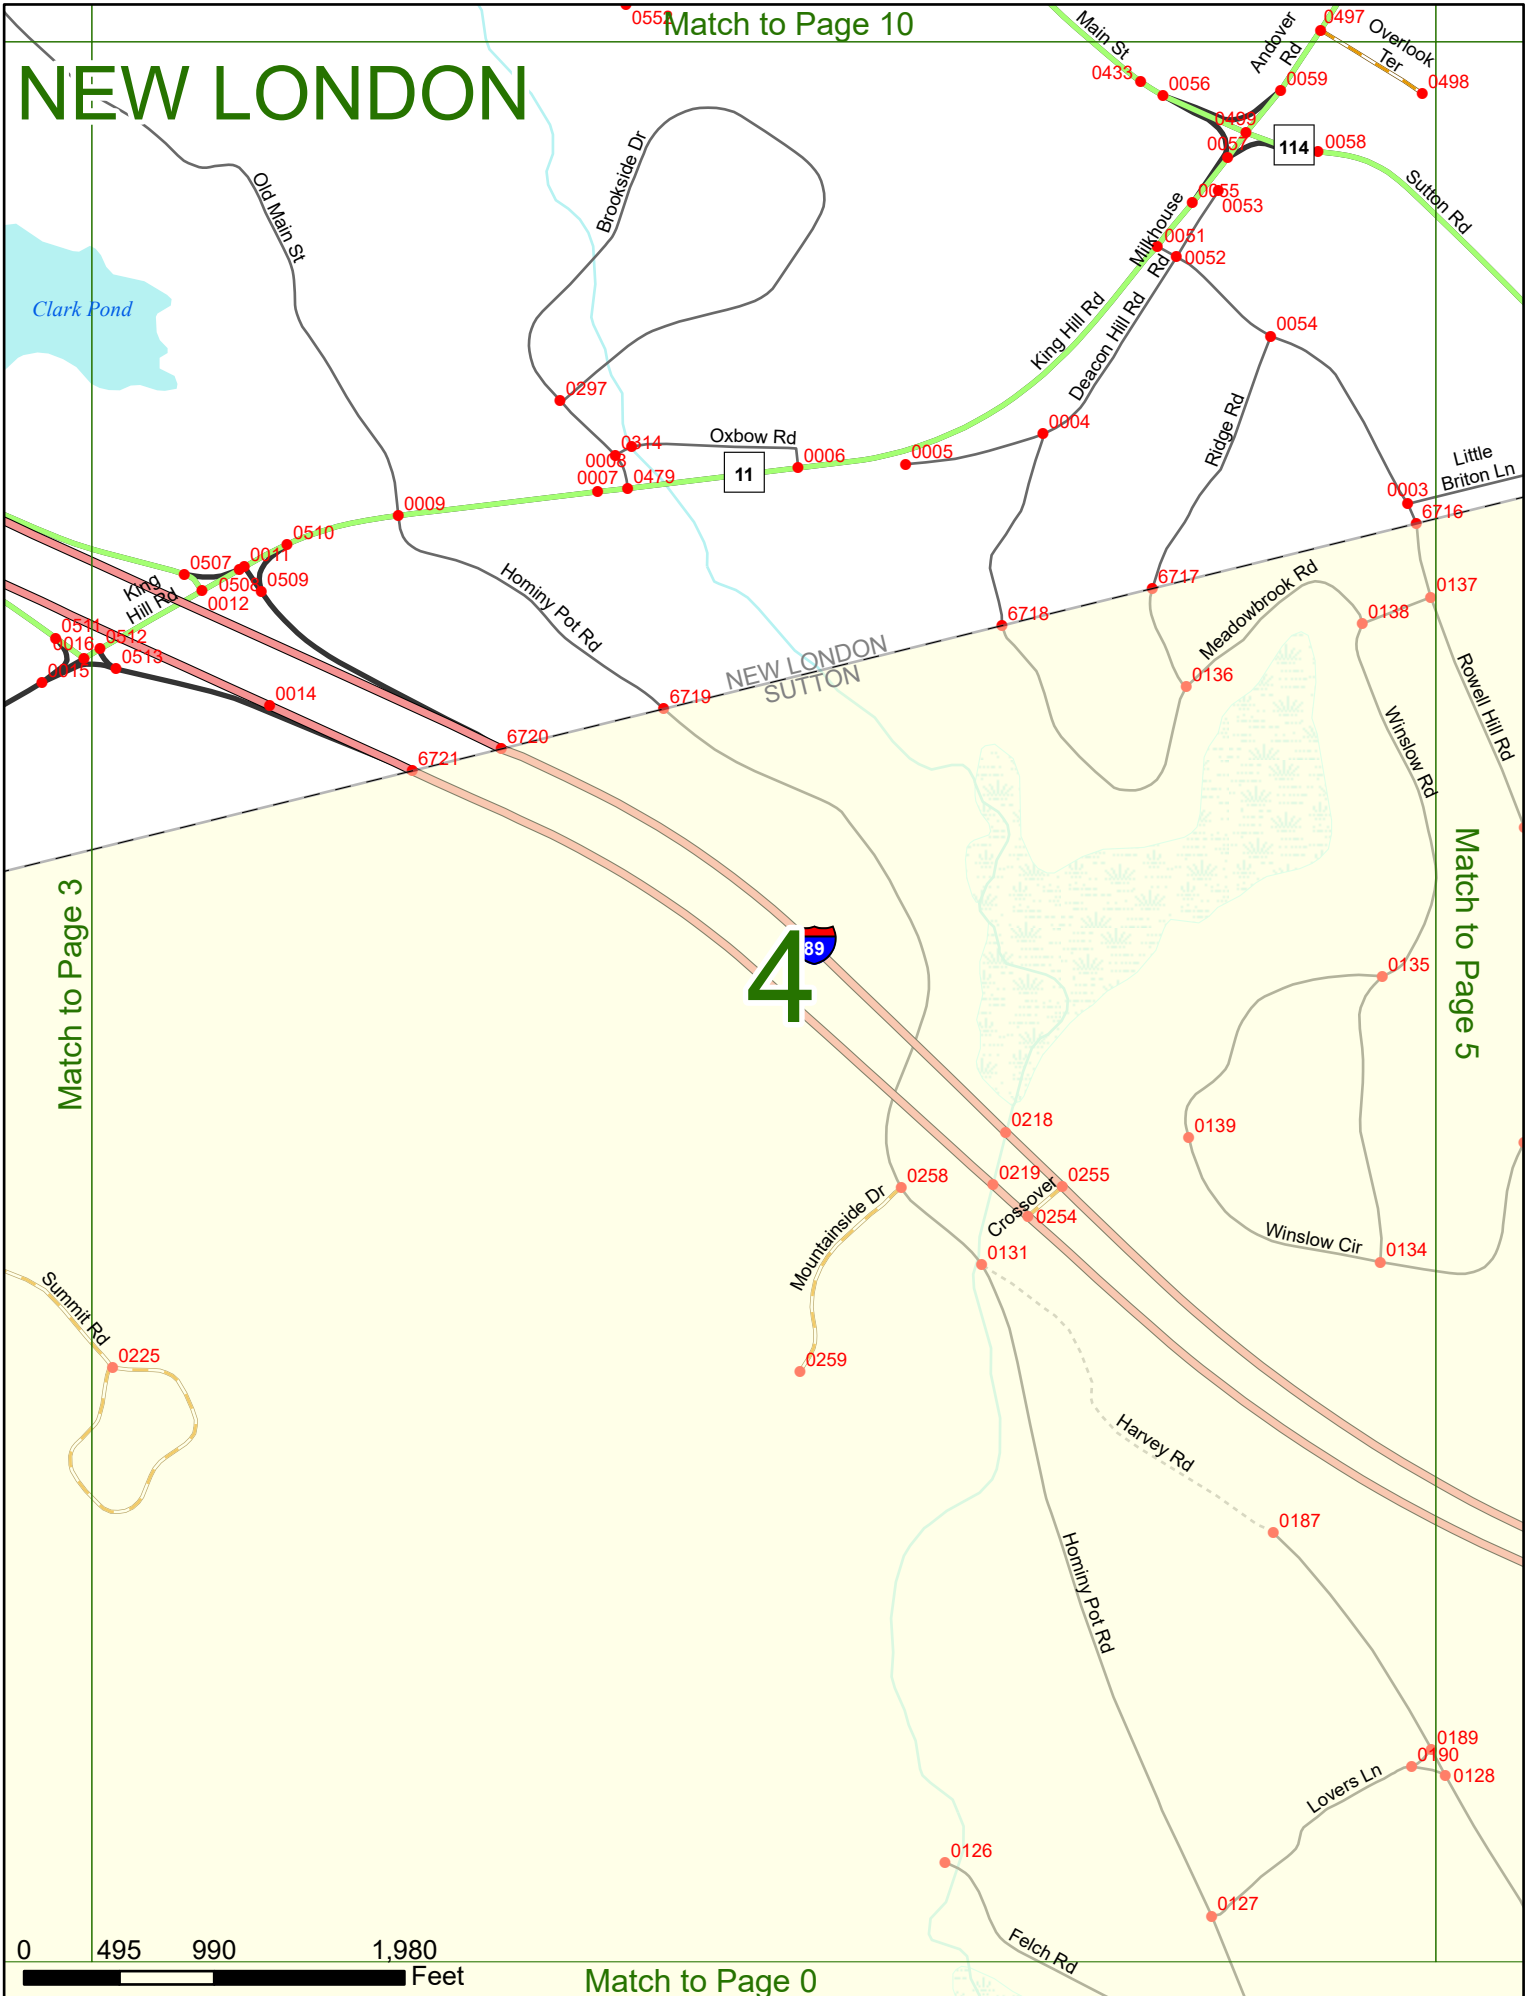 0552
Match to Page 10
NEW LONDON
Main St
Andover
Rd
0497
Overlook
Ter
0433
0056
0059
0498
0499
0057
114
0058
Sutton Rd
0055
0053
Milkhouse
Rd
0051
0052
Old Main St
Brookside Dr
Clark Pond
King Hill Rd
Deacon Hill Rd
0054
Ridge Rd
0297
0314
0008
Oxbow Rd
0006
0005
0004
11
0007
0479
0009
Little
Briton Ln
0003
6716
0510
0507
0011
0508
0509
0012
King
Hill Rd
Hominy Pot Rd
6717
6718
Meadowbrook Rd
0137
0138
0511
0512
0016
0513
0015
0014
NEW LONDON
SUTTON
0136
Rowell Hill Rd
Winslow Rd
6719
6720
6721
Match to Page 3
Match to Page 5
4
89
0135
0218
0139
0219
0255
0258
Crossover
0254
Mountainside Dr
0131
Winslow Cir
0134
Summit Rd
0225
0259
Harvey Rd
0187
Hominy Pot Rd
0189
0190
0128
Lovers Ln
0126
0127
Felch Rd
0 495 990 1,980
Feet
Match to Page 0